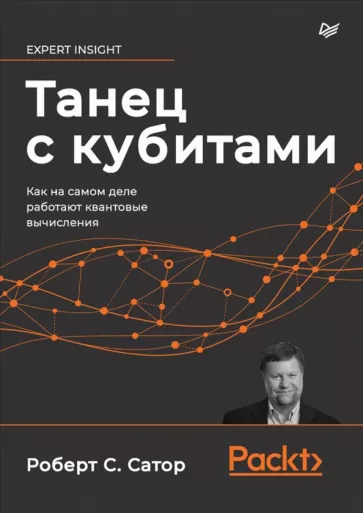 EXPERT INSIGHT
Танец
с кубитами
Как на самом деле
работают квантовые
вычисления
Роберт С. Сатор
Packt>